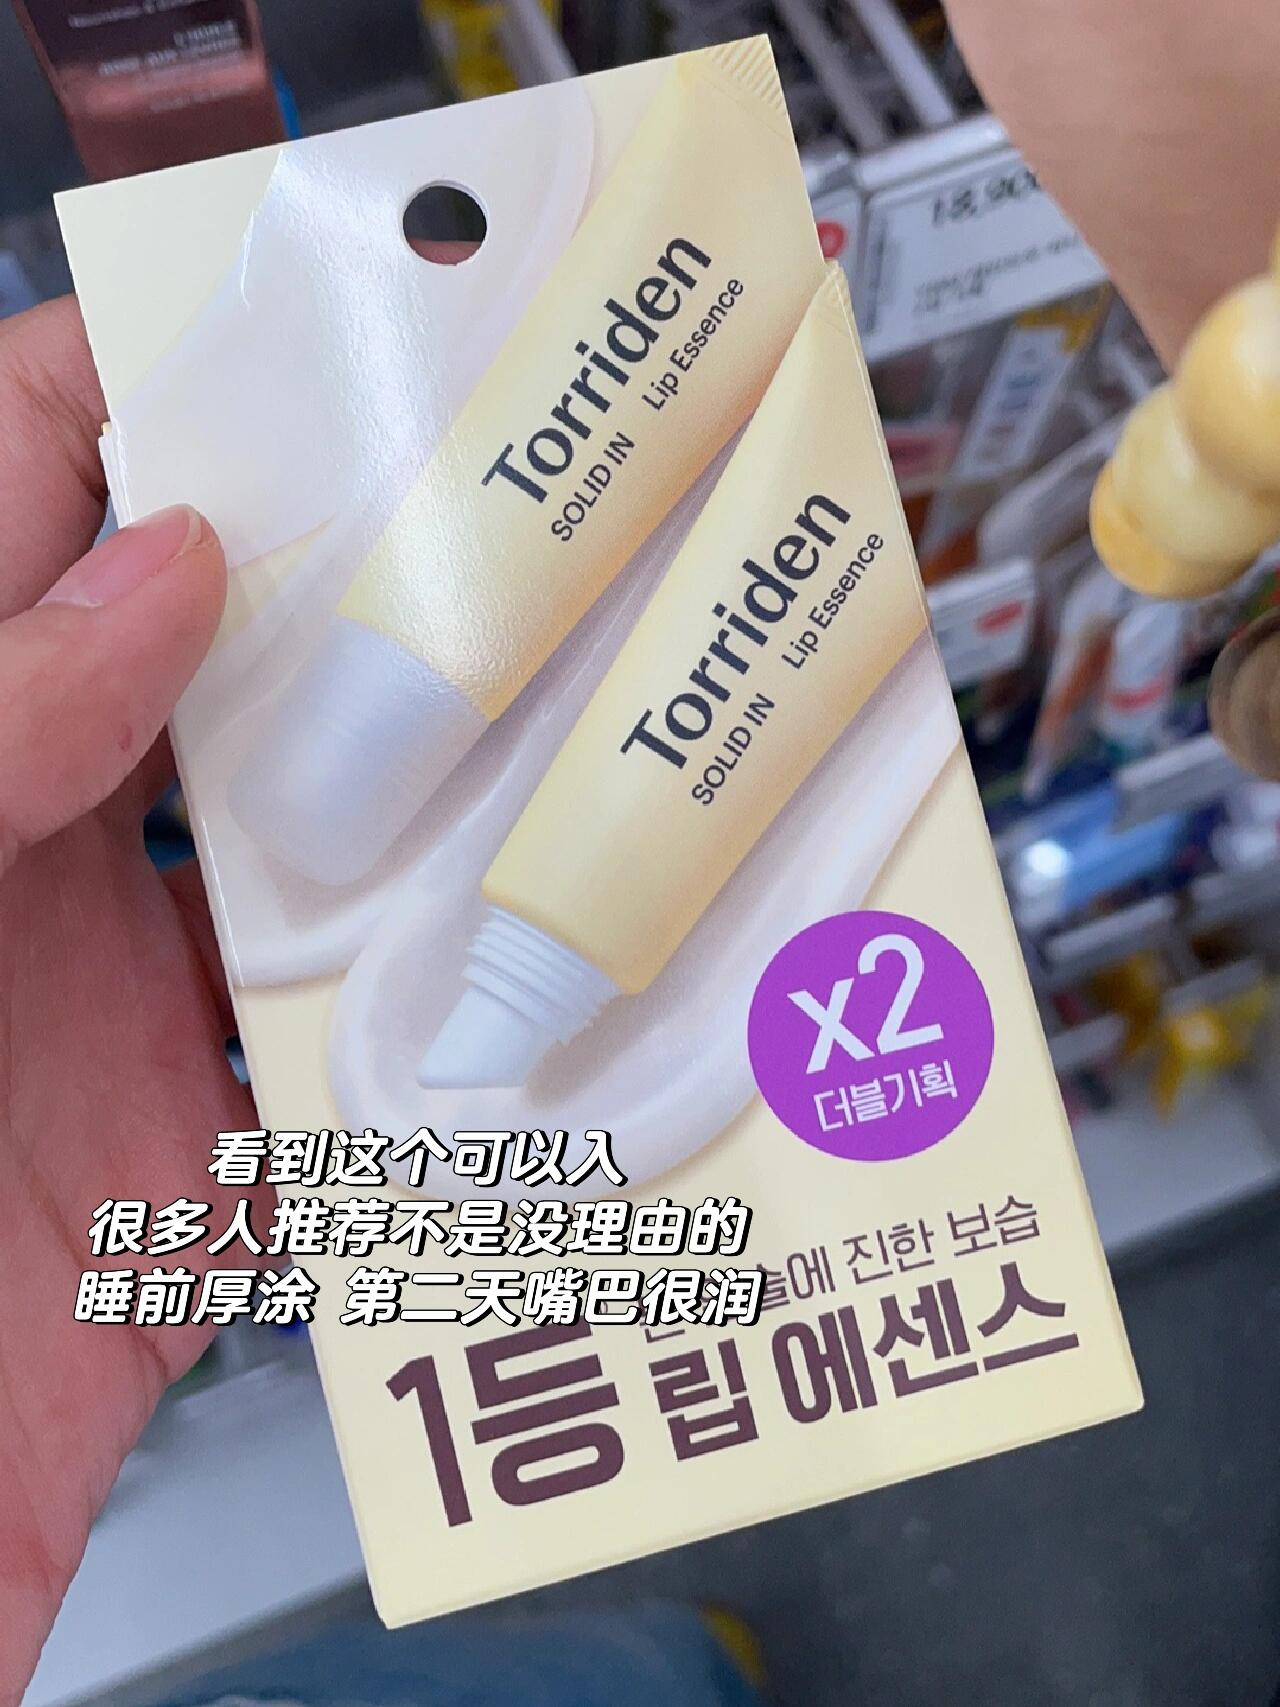 Torriden
SOLID IN Lip Essence
Torriden
SOLID IN Lip Essence
x2
더블기획
看到这个可以入
很多人推荐不是没理由的
睡前厚涂 第二天嘴巴很润
진한 보습
1등 립 에센스